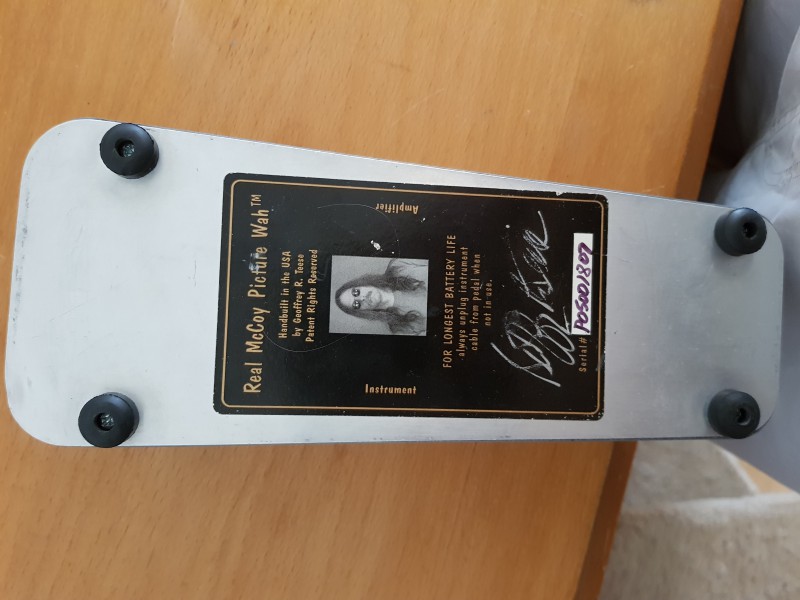 Real McCoy Picture Wah™
Handbuilt in the USA
by Geoffrey R. Teese
Patent Rights Reserved
Instrument
Amplifier
FOR LONGEST BATTERY LIFE
always unplug instrument
cable from pedal when
not in use.
Serial# P05001807